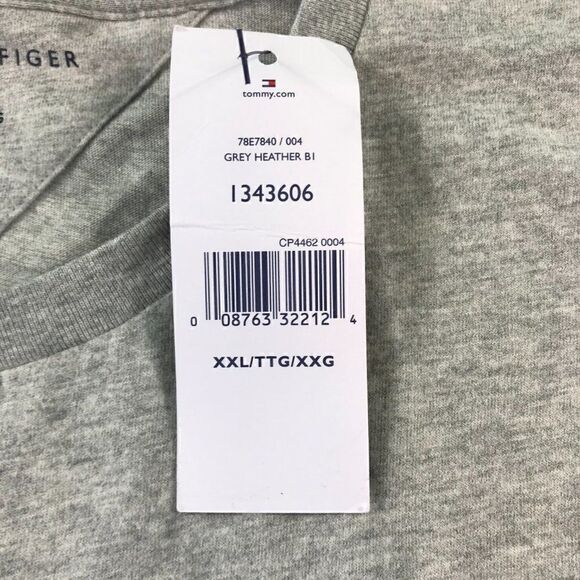 FIGER
tommy.com
78E7840 / 004
GREY HEATHER B1
1343606
CP4462 0004
0 08763 32212 4
XXL/TTG/XXG